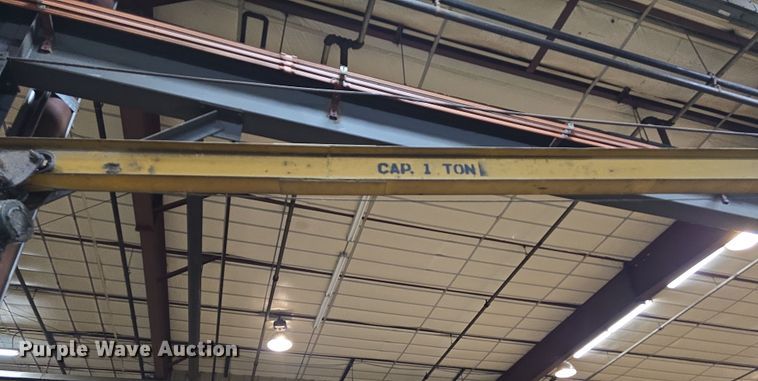 CAP. 1 TON
Purple Wave Auction